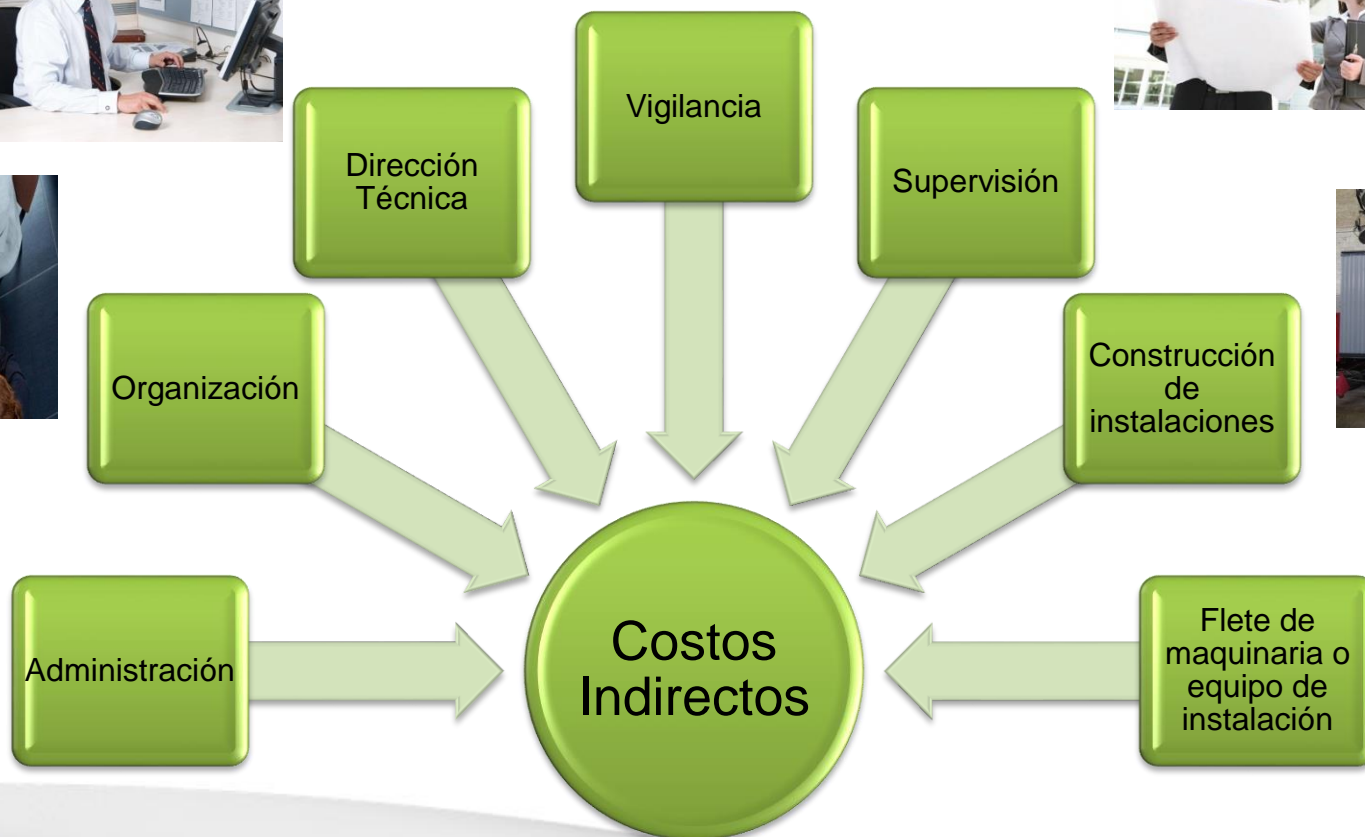 Vigilancia
Dirección
Técnica
Supervisión
Organización
Construcción
de
instalaciones
Administración
Costos
Indirectos
Flete de
maquinaria o
equipo de
instalación